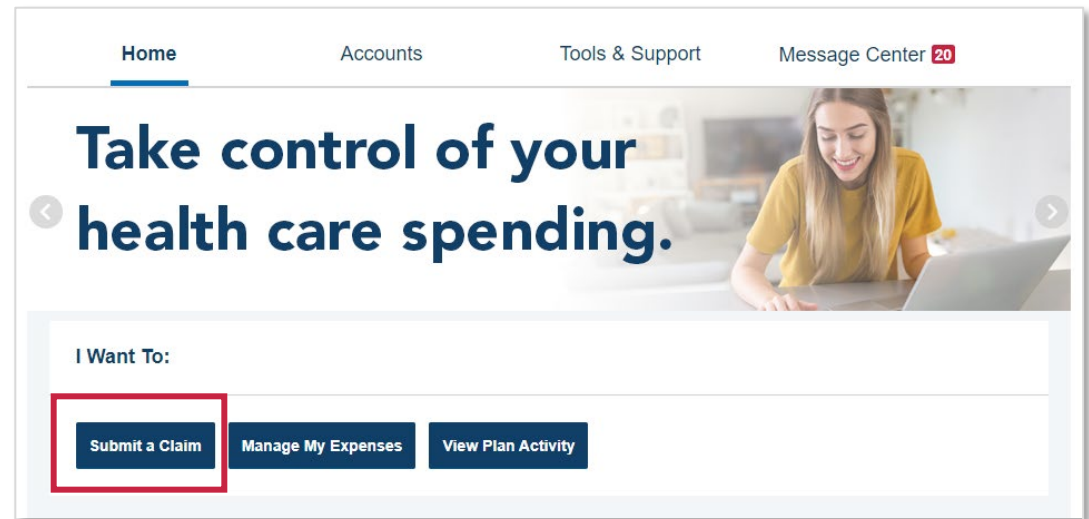 Home Accounts Tools & Support Message Center 20
Take control of your
health care spending.
I Want To:
Submit a Claim Manage My Expenses View Plan Activity